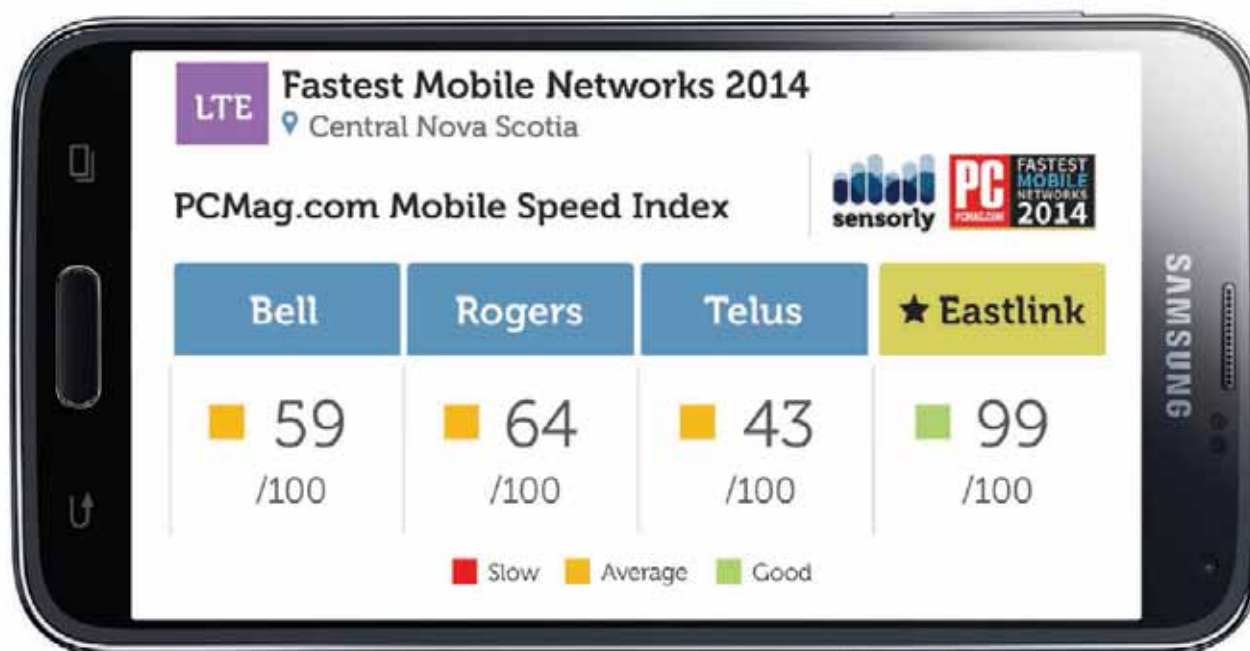 LTE
Fastest Mobile Networks 2014
Central Nova Scotia
PCMag.com Mobile Speed Index
sensorly
PC
PCMAG.COM
FASTEST
MOBILE
NETWORKS
2014
Bell
Rogers
Telus
★ Eastlink
59
/100
64
/100
43
/100
99
/100
Slow
Average
Good
SAMSUNG